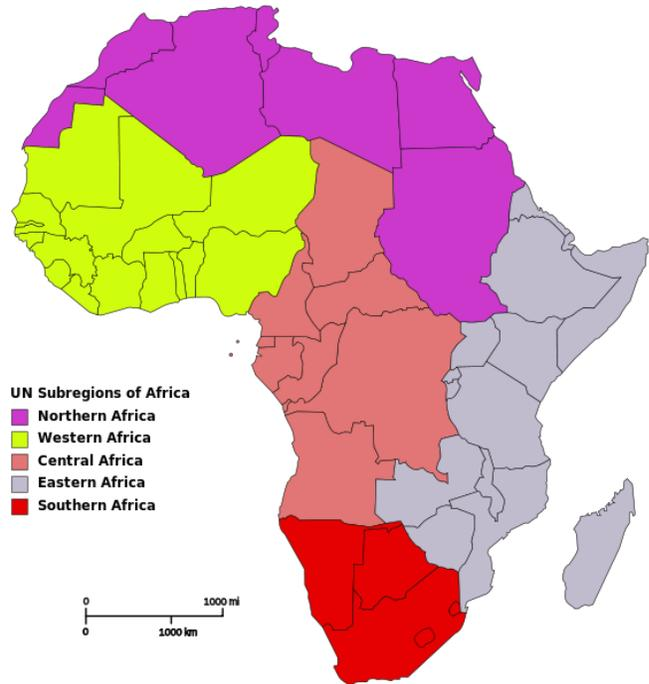 UN Subregions of Africa
Northern Africa
Western Africa
Central Africa
Eastern Africa
Southern Africa
0 1000 mi
0 1000 km